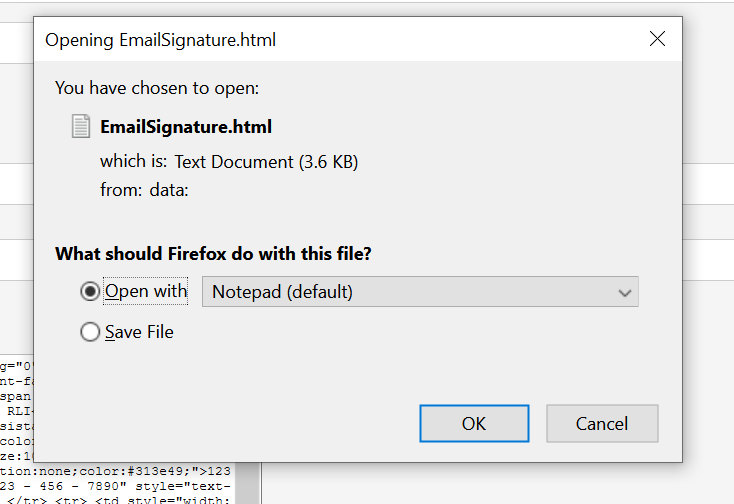 Opening EmailSignature.html
You have chosen to open:
EmailSignature.html
which is: Text Document (3.6 KB)
from: data:
What should Firefox do with this file?
Open with Notepad (default)
Save File
OK Cancel
g="0"
nt-fa
span
RLI-
sista
colo
ze:10
tion:none;color:#313e49;">123
23 - 456 - 7890" style="text-
</tr> <tr> <td style="width: